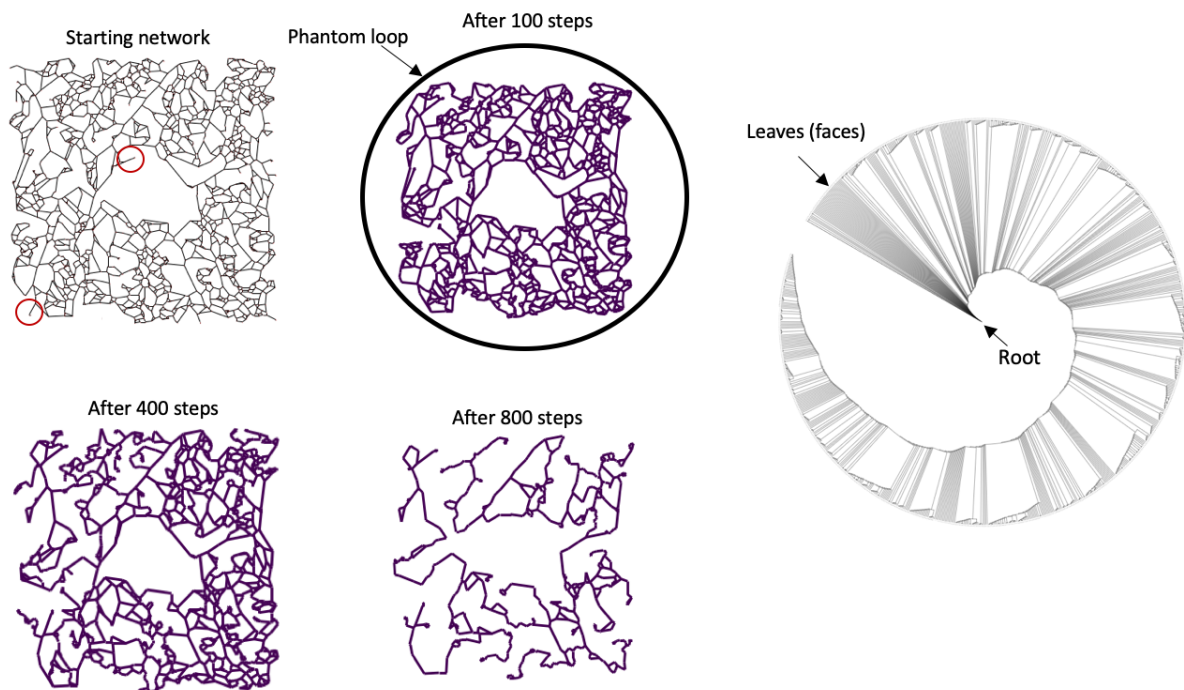 Starting network
Phantom loop
After 100 steps
Leaves (faces)
Root
After 400 steps
After 800 steps